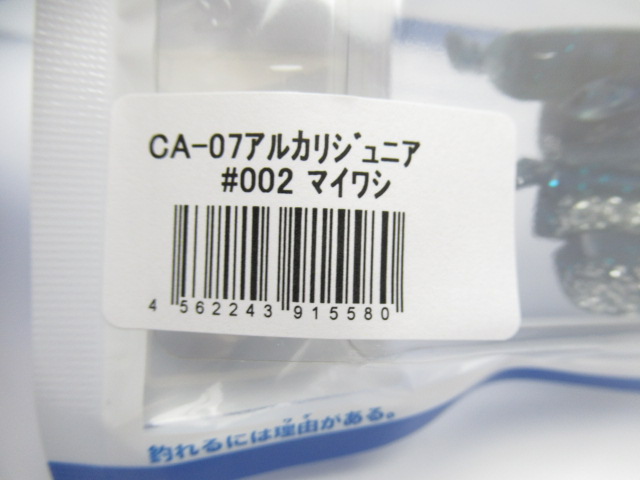 CA-07アルカリジュニア
#002 マイワシ
4 562243 915580
釣れるには理由がある。